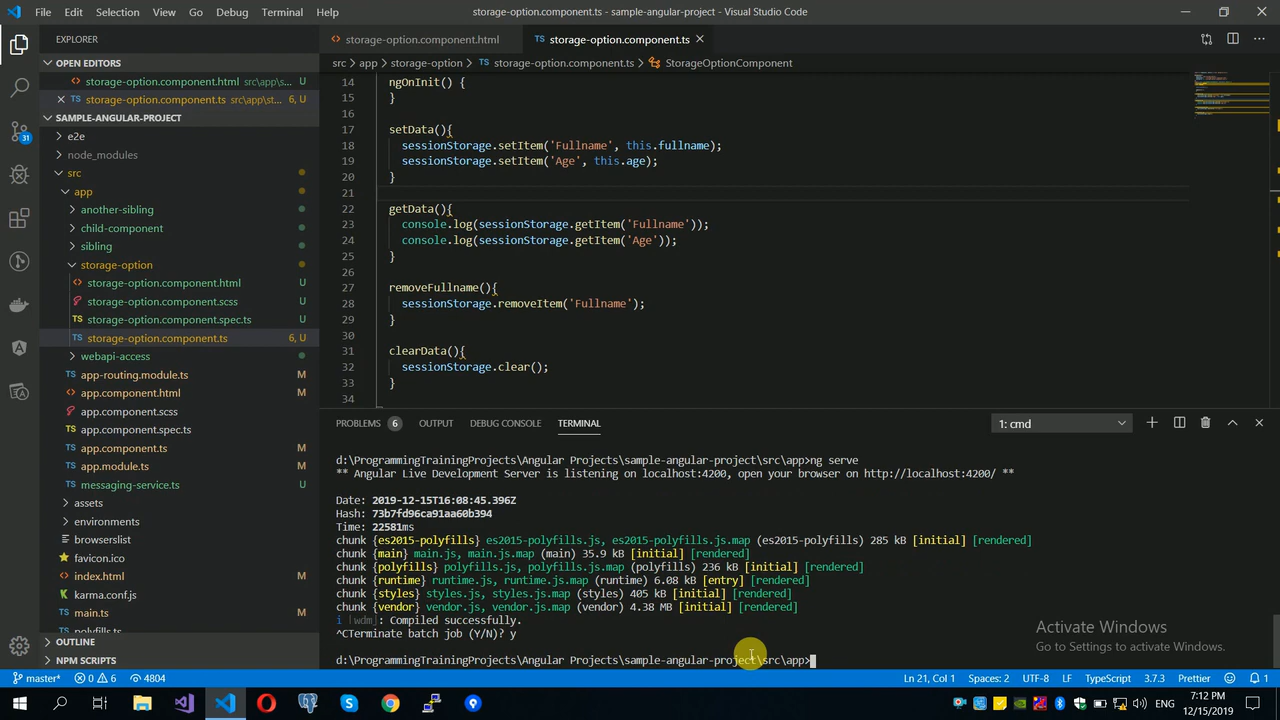 File Edit Selection View Go Debug Terminal Help storage-option.component.ts - sample-angular-project - Visual Studio Code
EXPLORER
OPEN EDITORS
storage-option.component.html src\app\s... U
storage-option.component.ts src\app\st... 6, U
SAMPLE-ANGULAR-PROJECT
e2e
node_modules
src
app
another-sibling
child-component
sibling
storage-option
storage-option.component.html U
storage-option.component.scss U
storage-option.component.spec.ts U
storage-option.component.ts 6, U
webapi-access
app-routing.module.ts M
app.component.html M
app.component.scss
app.component.spec.ts
app.component.ts M
app.module.ts M
messaging-service.ts U
assets
environments
browserslist
favicon.ico
index.html M
karma.conf.js
main.ts M
polyfills.ts M
OUTLINE
NPM SCRIPTS
31
storage-option.component.html storage-option.component.ts
src > app > storage-option > storage-option.component.ts > StorageOptionComponent
14 ngOnInit() {
15 }
16
17 setData(){
18 sessionStorage.setItem('Fullname', this.fullname);
19 sessionStorage.setItem('Age', this.age);
20 }
21
22 getData(){
23 console.log(sessionStorage.getItem('Fullname'));
24 console.log(sessionStorage.getItem('Age'));
25 }
26
27 removeFullname(){
28 sessionStorage.removeItem('Fullname');
29 }
30
31 clearData(){
32 sessionStorage.clear();
33 }
34
PROBLEMS 6 OUTPUT DEBUG CONSOLE TERMINAL 1: cmd
d:\ProgrammingTrainingProjects\Angular Projects\sample-angular-project\src\app>ng serve
** Angular Live Development Server is listening on localhost:4200, open your browser on http://localhost:4200/ **
Date: 2019-12-15T16:08:45.396Z
Hash: 73b7fd96ca91aa60b394
Time: 22581ms
chunk {es2015-polyfills} es2015-polyfills.js, es2015-polyfills.js.map (es2015-polyfills) 285 kB [initial] [rendered]
chunk {main} main.js, main.js.map (main) 35.9 kB [initial] [rendered]
chunk {polyfills} polyfills.js, polyfills.js.map (polyfills) 236 kB [initial] [rendered]
chunk {runtime} runtime.js, runtime.js.map (runtime) 6.08 kB [entry] [rendered]
chunk {styles} styles.js, styles.js.map (styles) 405 kB [initial] [rendered]
chunk {vendor} vendor.js, vendor.js.map (vendor) 4.38 MB [initial] [rendered]
i ｢wdm｣: Compiled successfully.
^CTerminate batch job (Y/N)? y
d:\ProgrammingTrainingProjects\Angular Projects\sample-angular-project\src\app>
Activate Windows
Go to Settings to activate Windows.
master* 0 6 4804 Ln 21, Col 1 Spaces: 2 UTF-8 LF TypeScript 3.7.3 Prettier 1
ENG 7:12 PM
12/15/2019